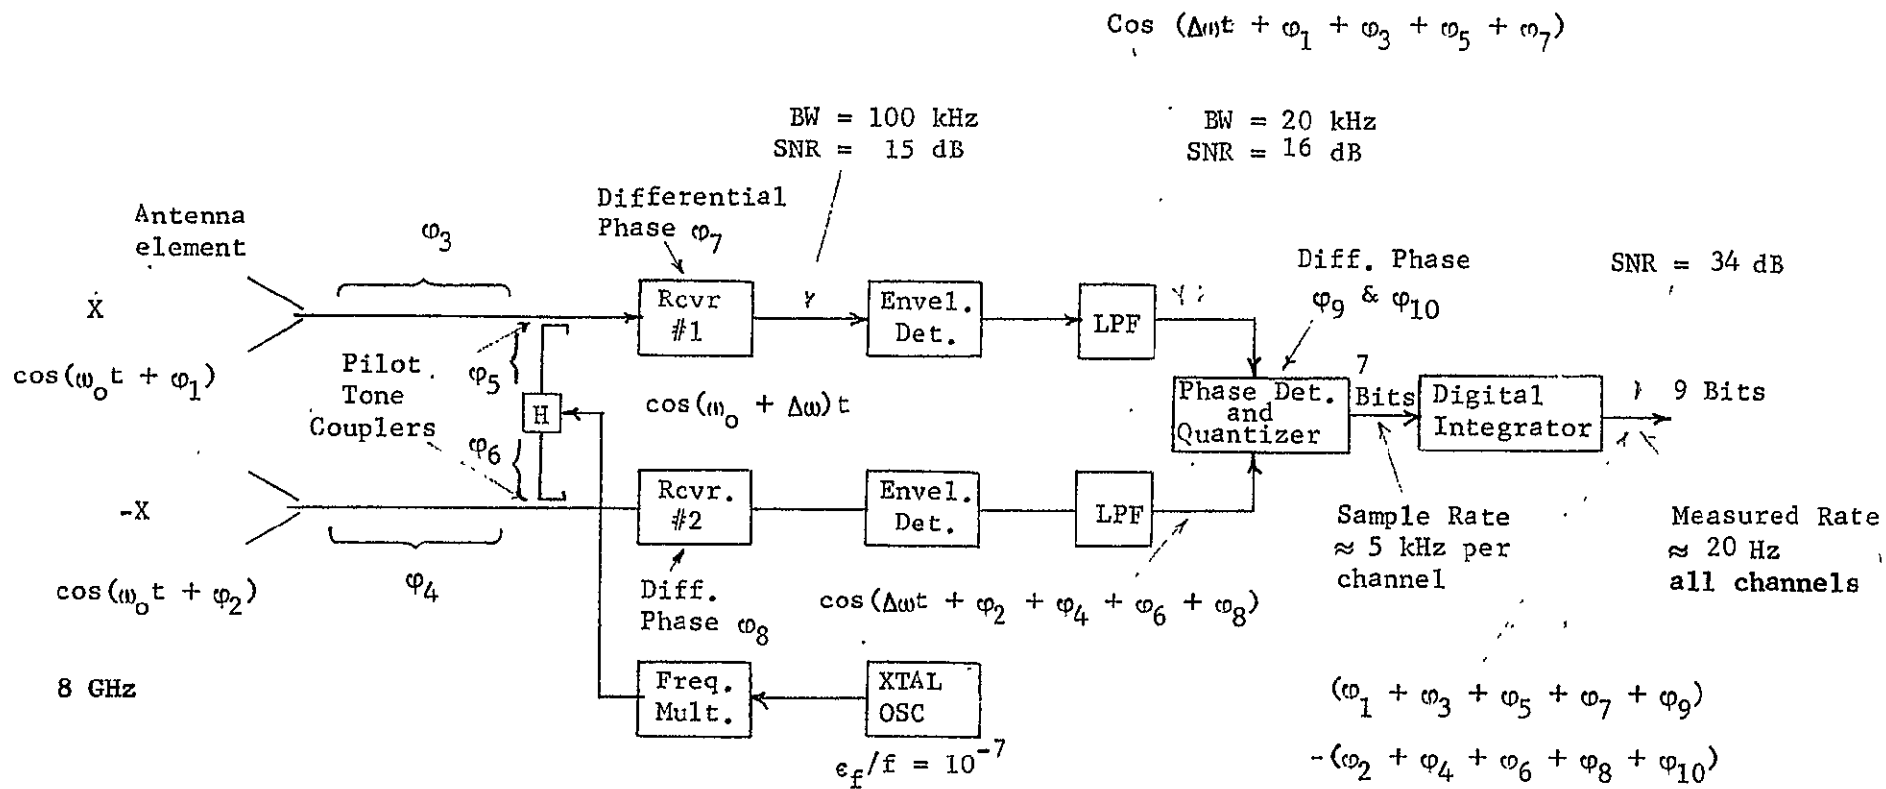 Cos (Δωt + φ₁ + φ₃ + φ₅ + φ₇)
BW = 100 kHz
SNR = 15 dB
BW = 20 kHz
SNR = 16 dB
Differential
Phase φ₇
Antenna
element
φ₃
Diff. Phase
φ₉ & φ₁₀
SNR = 34 dB
Ẋ
Rcvr
#1
Envel.
Det.
LPF
cos(ω₀t + φ₁)
Pilot
Tone
Couplers
φ₅
H
φ₆
cos(ω₀ + Δω)t
Phase Det.
and
Quantizer
7
Bits
Digital
Integrator
9 Bits
-X
Rcvr.
#2
Envel.
Det.
LPF
Sample Rate
≈ 5 kHz per
channel
Measured Rate
≈ 20 Hz
all channels
cos(ω₀t + φ₂)
φ₄
Diff.
Phase φ₈
cos(Δωt + φ₂ + φ₄ + φ₆ + φ₈)
8 GHz
Freq.
Mult.
XTAL
OSC
ϵf/f = 10⁻⁷
(φ₁ + φ₃ + φ₅ + φ₇ + φ₉)
-(φ₂ + φ₄ + φ₆ + φ₈ + φ₁₀)